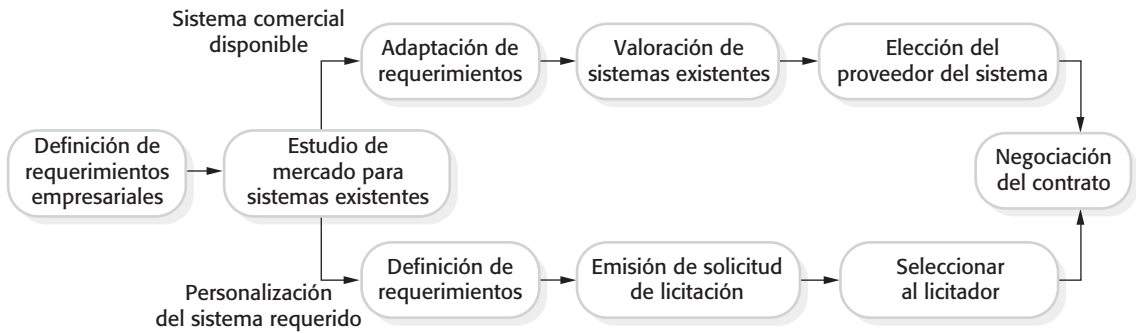 Sistema comercial
disponible
Adaptación de
requerimientos
Valoración de
sistemas existentes
Elección del
proveedor del sistema
Definición de
requerimientos
empresariales
Estudio de
mercado para
sistemas existentes
Negociación
del contrato
Definición de
requerimientos
Emisión de solicitud
de licitación
Seleccionar
al licitador
Personalización
del sistema requerido